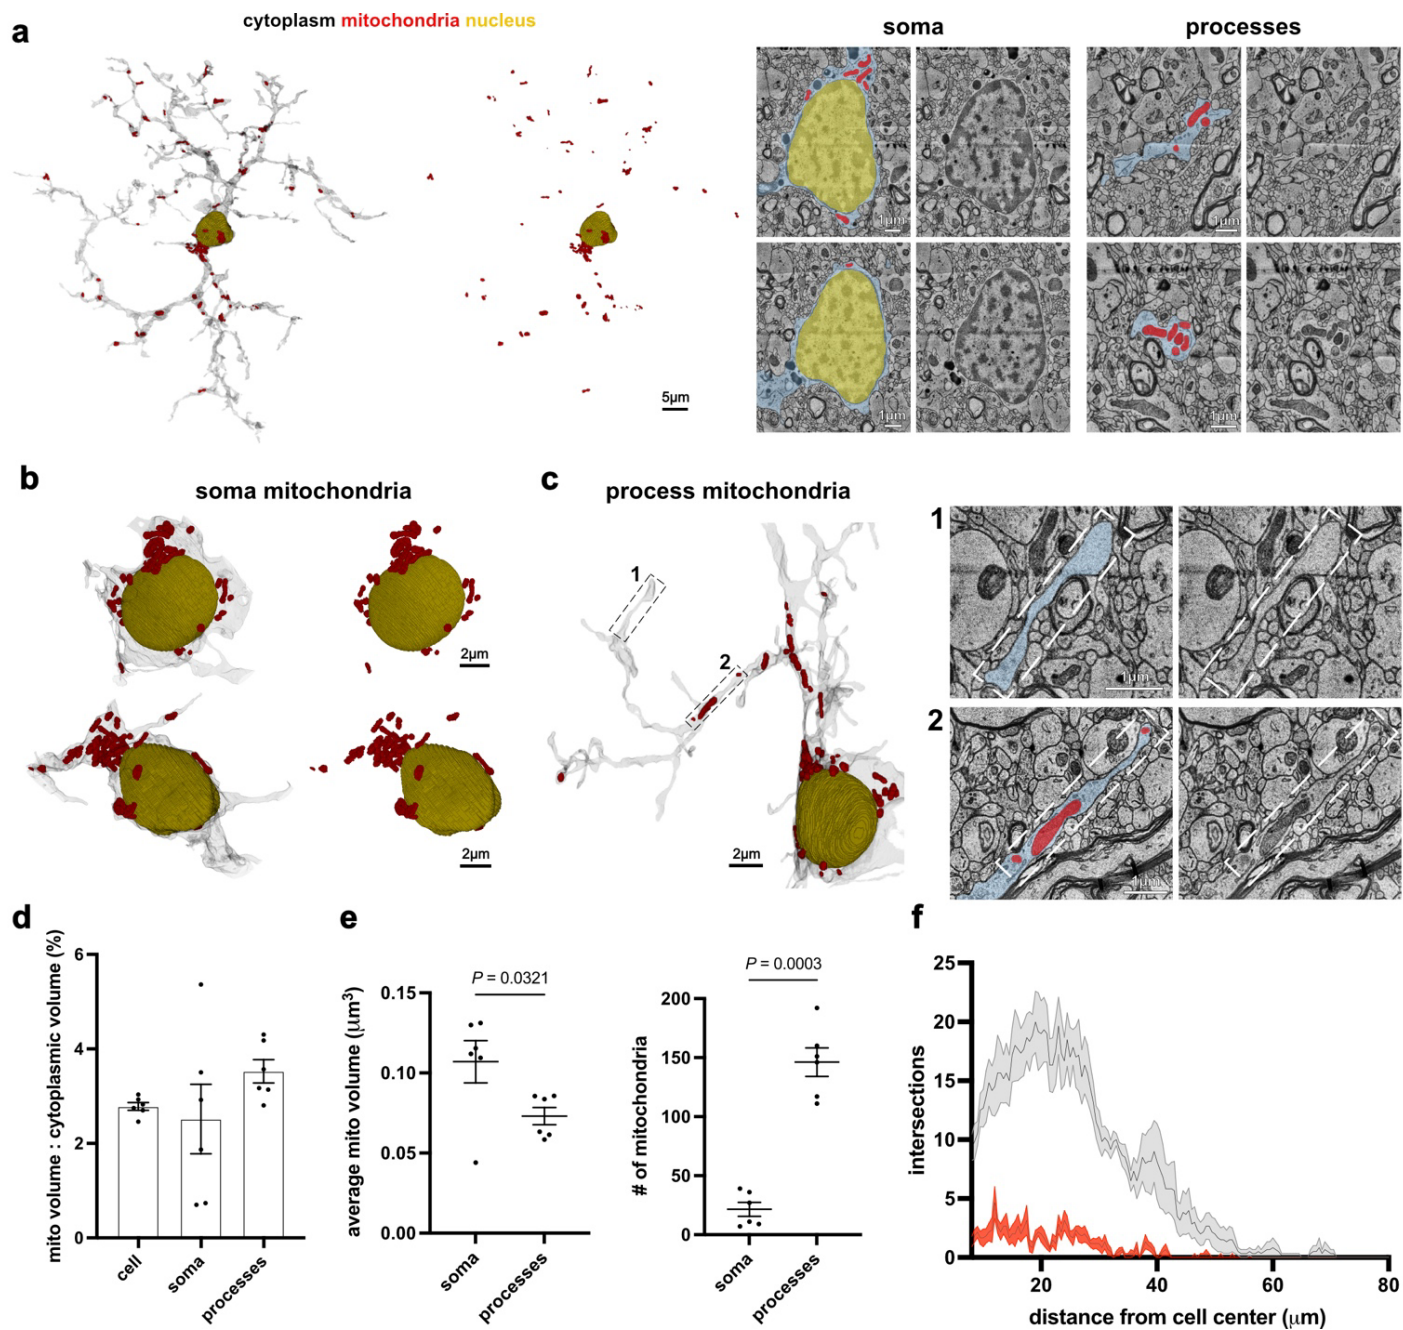 a
cytoplasm mitochondria nucleus
soma
processes
5μm
1μm
1μm
1μm
1μm
b
soma mitochondria
2μm
2μm
c
process mitochondria
1
2
2μm
1
1μm
2
1μm
d
mito volume : cytoplasmic volume (%)
6
4
2
0
cell
soma
processes
e
average mito volume (μm³)
P = 0.0321
0.15
0.10
0.05
0.00
soma
processes
# of mitochondria
P = 0.0003
200
150
100
50
0
soma
processes
f
intersections
25
20
15
10
5
0
20
40
60
80
distance from cell center (μm)